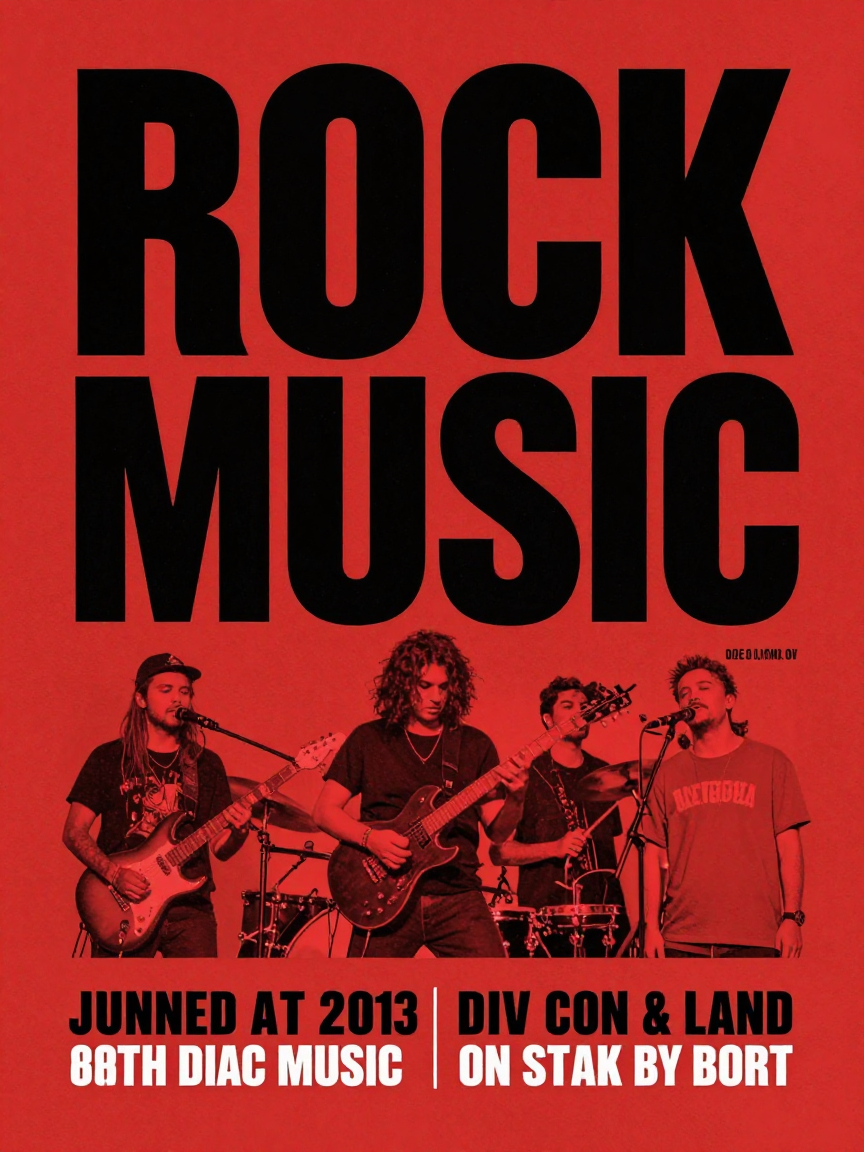 ROCK
MUSIC
JUNNED AT 2013
88TH DIAC MUSIC
DIV CON & LAND
ON STAK BY BORT